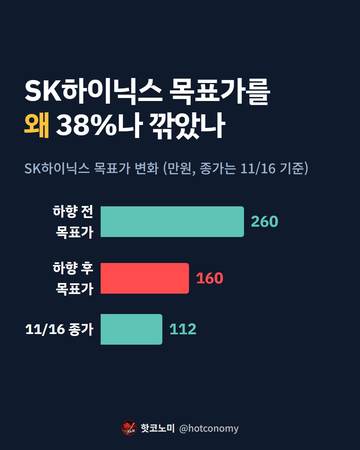 SK하이닉스 목표가를
왜 38%나 깎았나
SK하이닉스 목표가 변화 (만원, 종가는 11/16 기준)
하향 전
목표가
260
하향 후
목표가
160
11/16 종가
112
핫코노미 @hotconomy